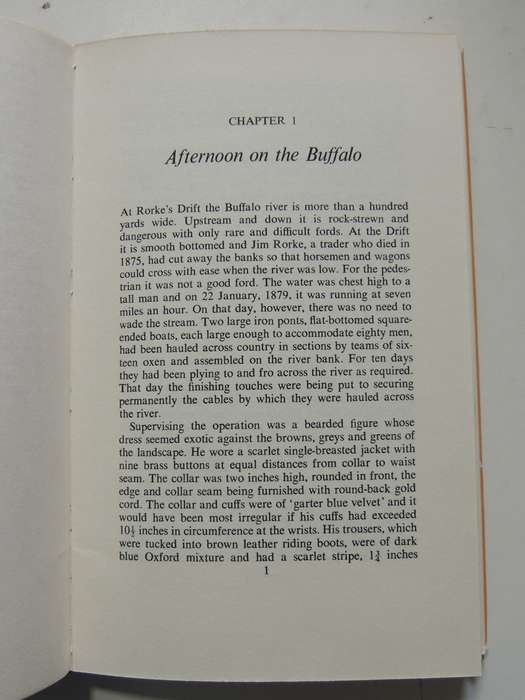 CHAPTER 1
Afternoon on the Buffalo
At Rorke's Drift the Buffalo river is more than a hundred
yards wide. Upstream and down it is rock-strewn and
dangerous with only rare and difficult fords. At the Drift
it is smooth bottomed and Jim Rorke, a trader who died in
1875, had cut away the banks so that horsemen and wagons
could cross with ease when the river was low. For the pedes-
trian it was not a good ford. The water was chest high to a
tall man and on 22 January, 1879, it was running at seven
miles an hour. On that day, however, there was no need to
wade the stream. Two large iron ponts, flat-bottomed square-
ended boats, each large enough to accommodate eighty men,
had been hauled across country in sections by teams of six-
teen oxen and assembled on the river bank. For ten days
they had been plying to and fro across the river as required.
That day the finishing touches were being put to securing
permanently the cables by which they were hauled across
the river.
Supervising the operation was a bearded figure whose
dress seemed exotic against the browns, greys and greens of
the landscape. He wore a scarlet single-breasted jacket with
nine brass buttons at equal distances from collar to waist
seam. The collar was two inches high, rounded in front, the
edge and collar seam being furnished with round-back gold
cord. The collar and cuffs were of 'garter blue velvet' and it
would have been most irregular if his cuffs had exceeded
10½ inches in circumference at the wrists. His trousers, which
were tucked into brown leather riding boots, were of dark
blue Oxford mixture and had a scarlet stripe, 1¾ inches
1